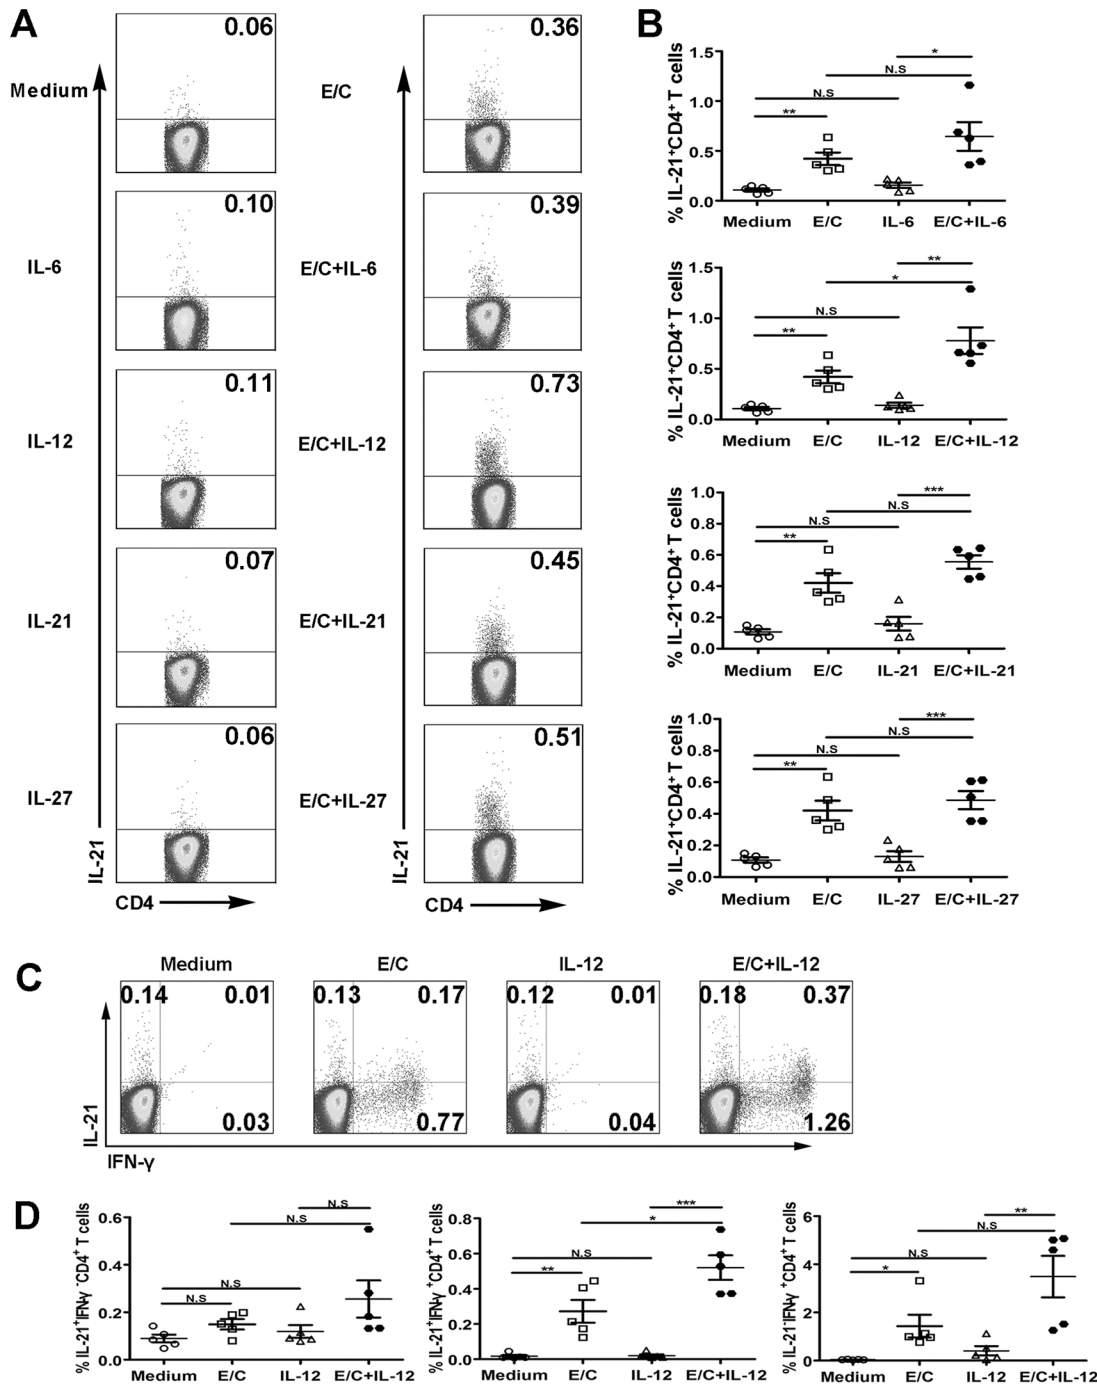 A
B
Medium
0.06
E/C
0.36
IL-6
0.10
E/C+IL-6
0.39
IL-12
0.11
E/C+IL-12
0.73
IL-21
0.07
E/C+IL-21
0.45
IL-27
0.06
E/C+IL-27
0.51
IL-21
IL-21
CD4
CD4
% IL-21⁺CD4⁺ T cells
1.5
1.0
0.5
0.0
*
N.S
N.S
**
Medium E/C IL-6 E/C+IL-6
% IL-21⁺CD4⁺ T cells
1.5
1.0
0.5
0.0
**
*
N.S
**
Medium E/C IL-12 E/C+IL-12
% IL-21⁺CD4⁺ T cells
1.0
0.8
0.6
0.4
0.2
0.0
***
N.S
N.S
**
Medium E/C IL-21 E/C+IL-21
% IL-21⁺CD4⁺ T cells
1.0
0.8
0.6
0.4
0.2
0.0
***
N.S
N.S
**
Medium E/C IL-27 E/C+IL-27
C
Medium E/C IL-12 E/C+IL-12
0.14 0.01 0.13 0.17 0.12 0.01 0.18 0.37
0.03 0.77 0.04 1.26
IL-21
IFN-γ
D
% IL-21⁺IFN-γ⁻CD4⁺ T cells
0.6
0.4
0.2
0.0
N.S
N.S
N.S
N.S
Medium E/C IL-12 E/C+IL-12
% IL-21⁺IFN-γ⁺CD4⁺ T cells
0.8
0.6
0.4
0.2
0.0
***
*
N.S
**
Medium E/C IL-12 E/C+IL-12
% IL-21⁻IFN-γ⁺CD4⁺ T cells
6
4
2
0
**
N.S
N.S
*
Medium E/C IL-12 E/C+IL-12